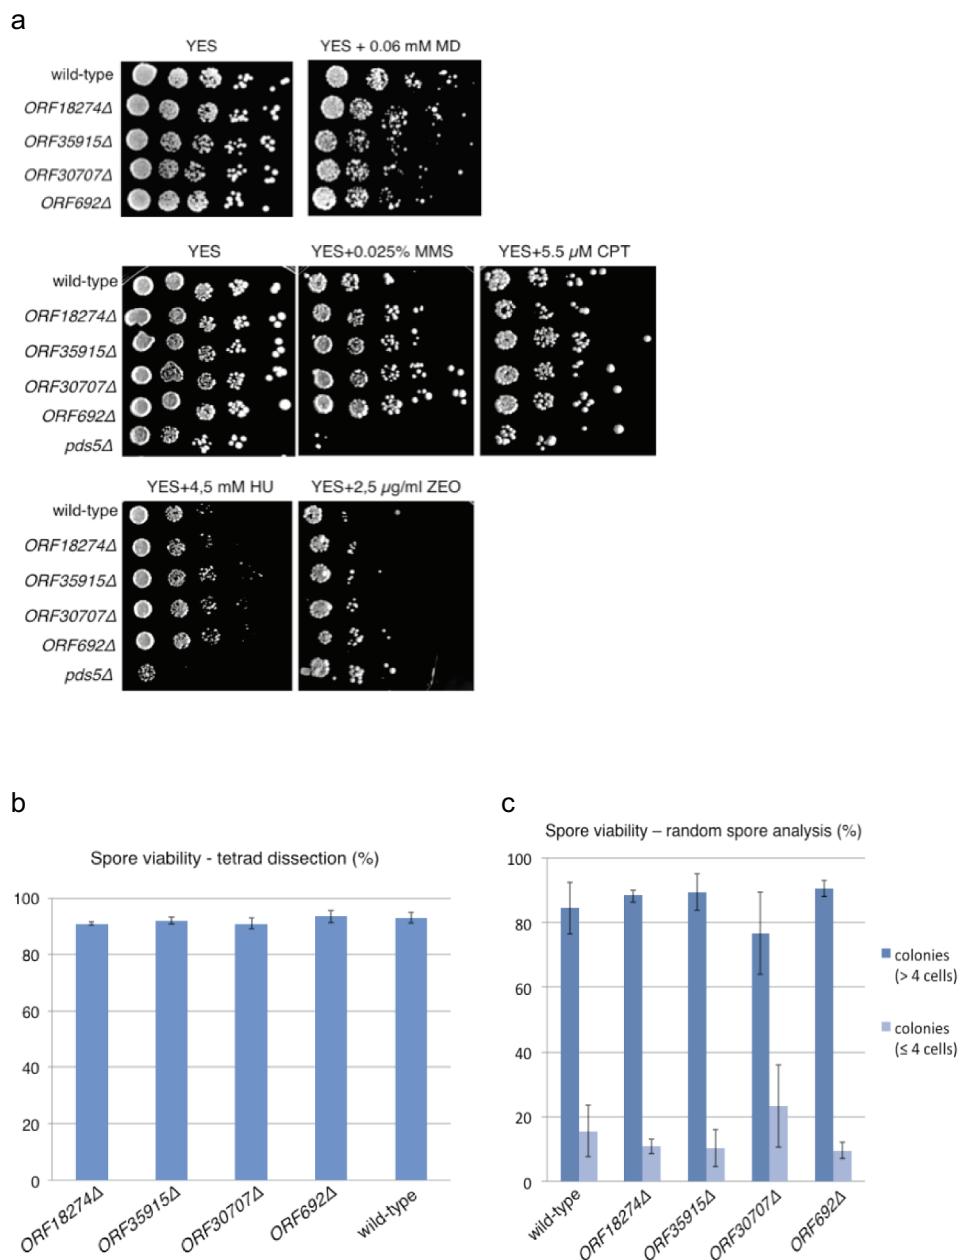 a
YES
YES + 0.06 mM MD
wild-type
ORF18274Δ
ORF35915Δ
ORF30707Δ
ORF692Δ
YES
YES+0.025% MMS
YES+5.5 µM CPT
wild-type
ORF18274Δ
ORF35915Δ
ORF30707Δ
ORF692Δ
pds5Δ
YES+4,5 mM HU
YES+2,5 µg/ml ZEO
wild-type
ORF18274Δ
ORF35915Δ
ORF30707Δ
ORF692Δ
pds5Δ
b
Spore viability - tetrad dissection (%)
100
80
60
40
20
0
ORF18274Δ
ORF35915Δ
ORF30707Δ
ORF692Δ
wild-type
c
Spore viability – random spore analysis (%)
100
80
60
40
20
0
wild-type
ORF18274Δ
ORF35915Δ
ORF30707Δ
ORF692Δ
colonies
(> 4 cells)
colonies
(≤ 4 cells)